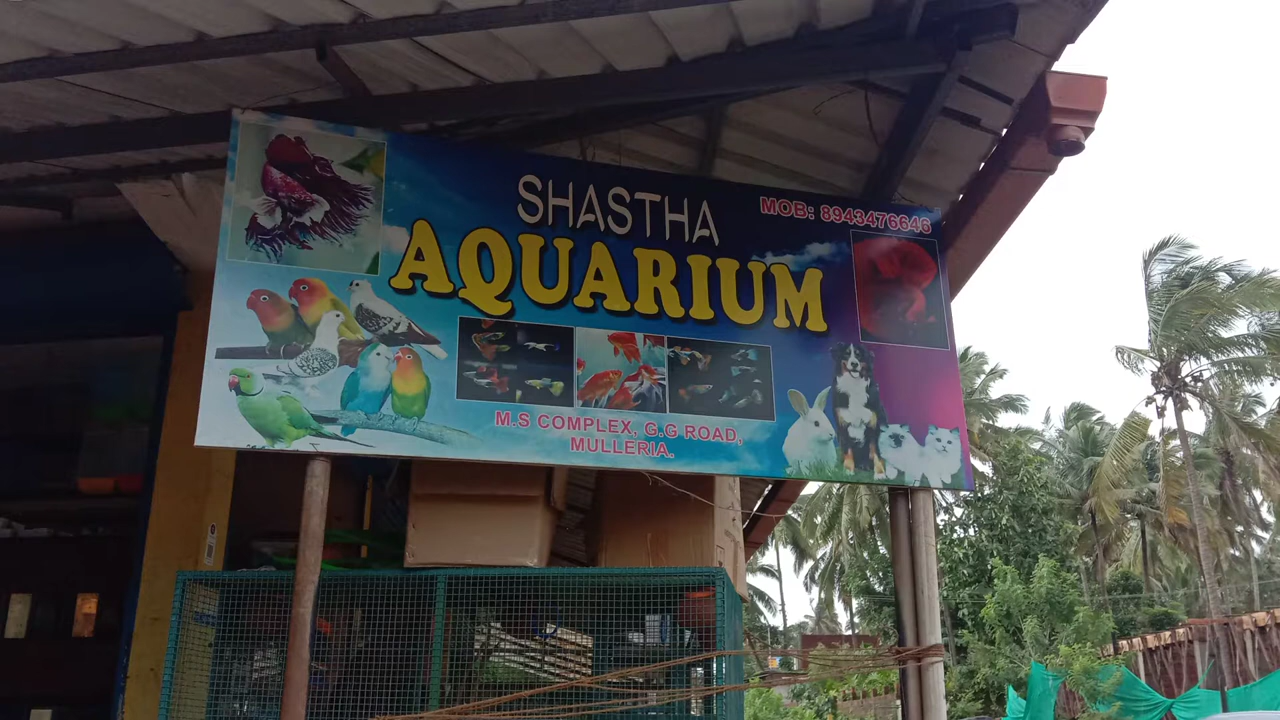 SHASTHA
MOB: 8943476646
AQUARIUM
M.S COMPLEX, G.G ROAD,
MULLERIA.